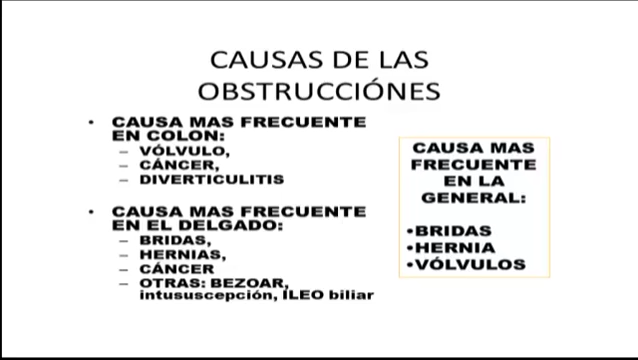 CAUSAS DE LAS
OBSTRUCCIÓNES
• CAUSA MAS FRECUENTE
EN COLON:
– VÓLVULO,
– CÁNCER,
– DIVERTICULITIS
• CAUSA MAS FRECUENTE
EN EL DELGADO:
– BRIDAS,
– HERNIAS,
– CÁNCER
– OTRAS: BEZOAR,
intususcepción, ÍLEO biliar
CAUSA MAS
FRECUENTE
EN LA
GENERAL:
•BRIDAS
•HERNIA
•VÓLVULOS